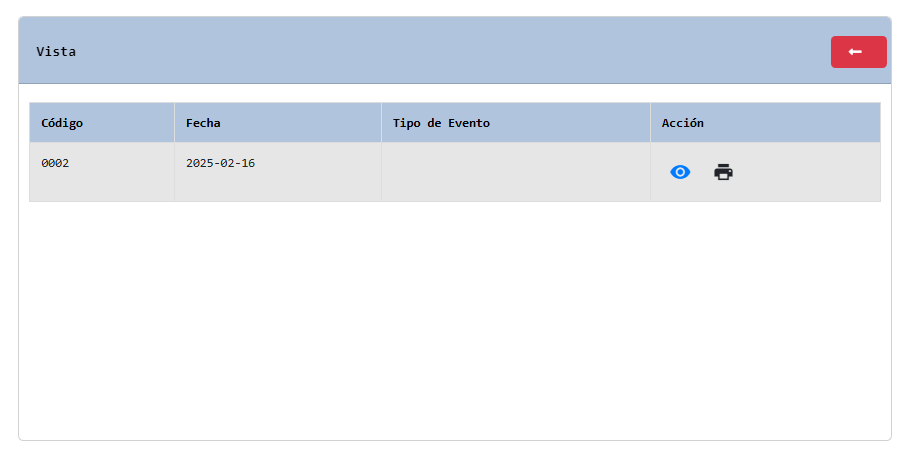 Vista
Código Fecha Tipo de Evento Acción
0002 2025-02-16